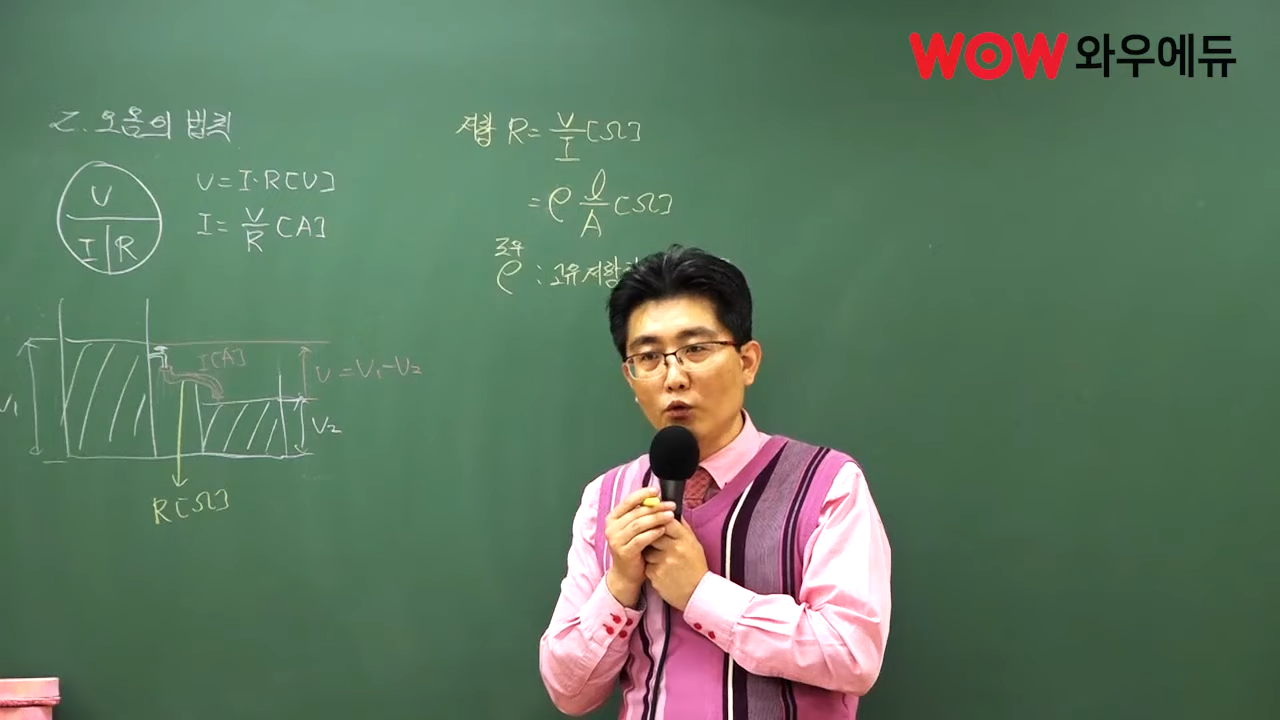 WOW 와우에듀
2. 오옴의 법칙
V
I R
V = I·R [V]
I = V/R [A]
저항 R = V/I [Ω]
= ρ l/A [Ω]
로우
ρ : 고유저항
I[A]
V = V₁-V₂
V₁
V₂
R [Ω]